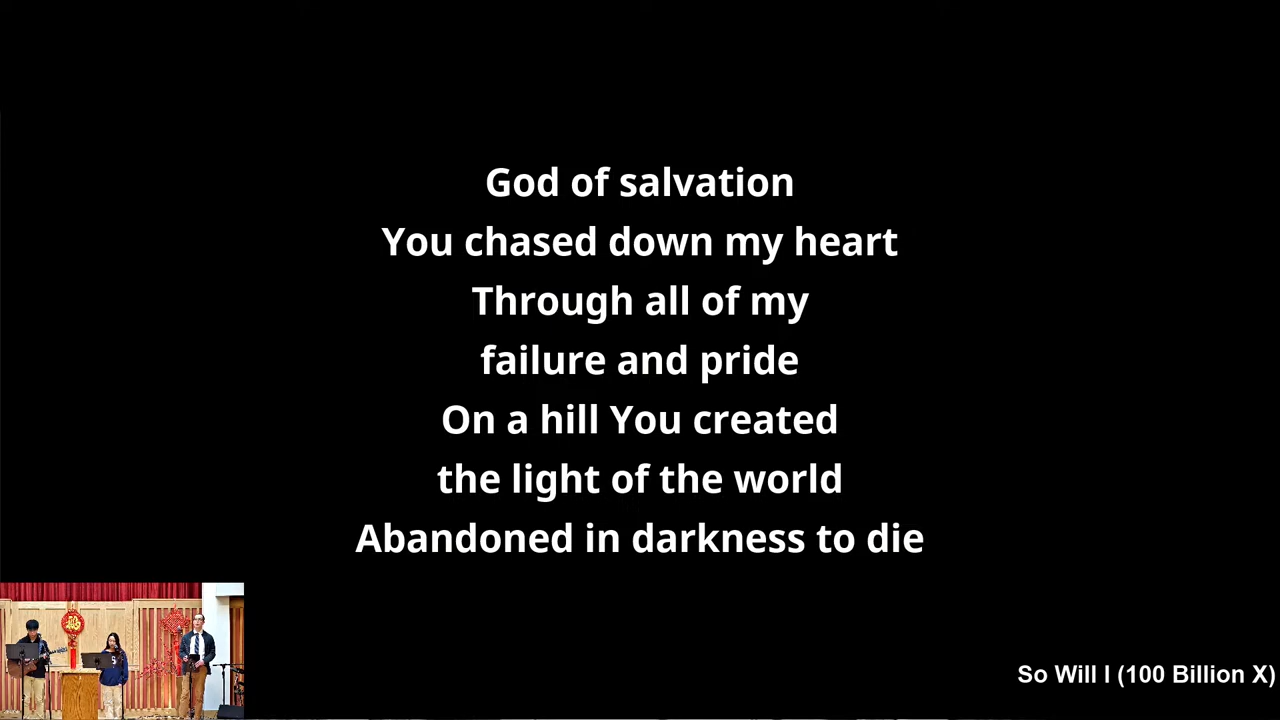 God of salvation
You chased down my heart
Through all of my
failure and pride
On a hill You created
the light of the world
Abandoned in darkness to die
So Will I (100 Billion X)